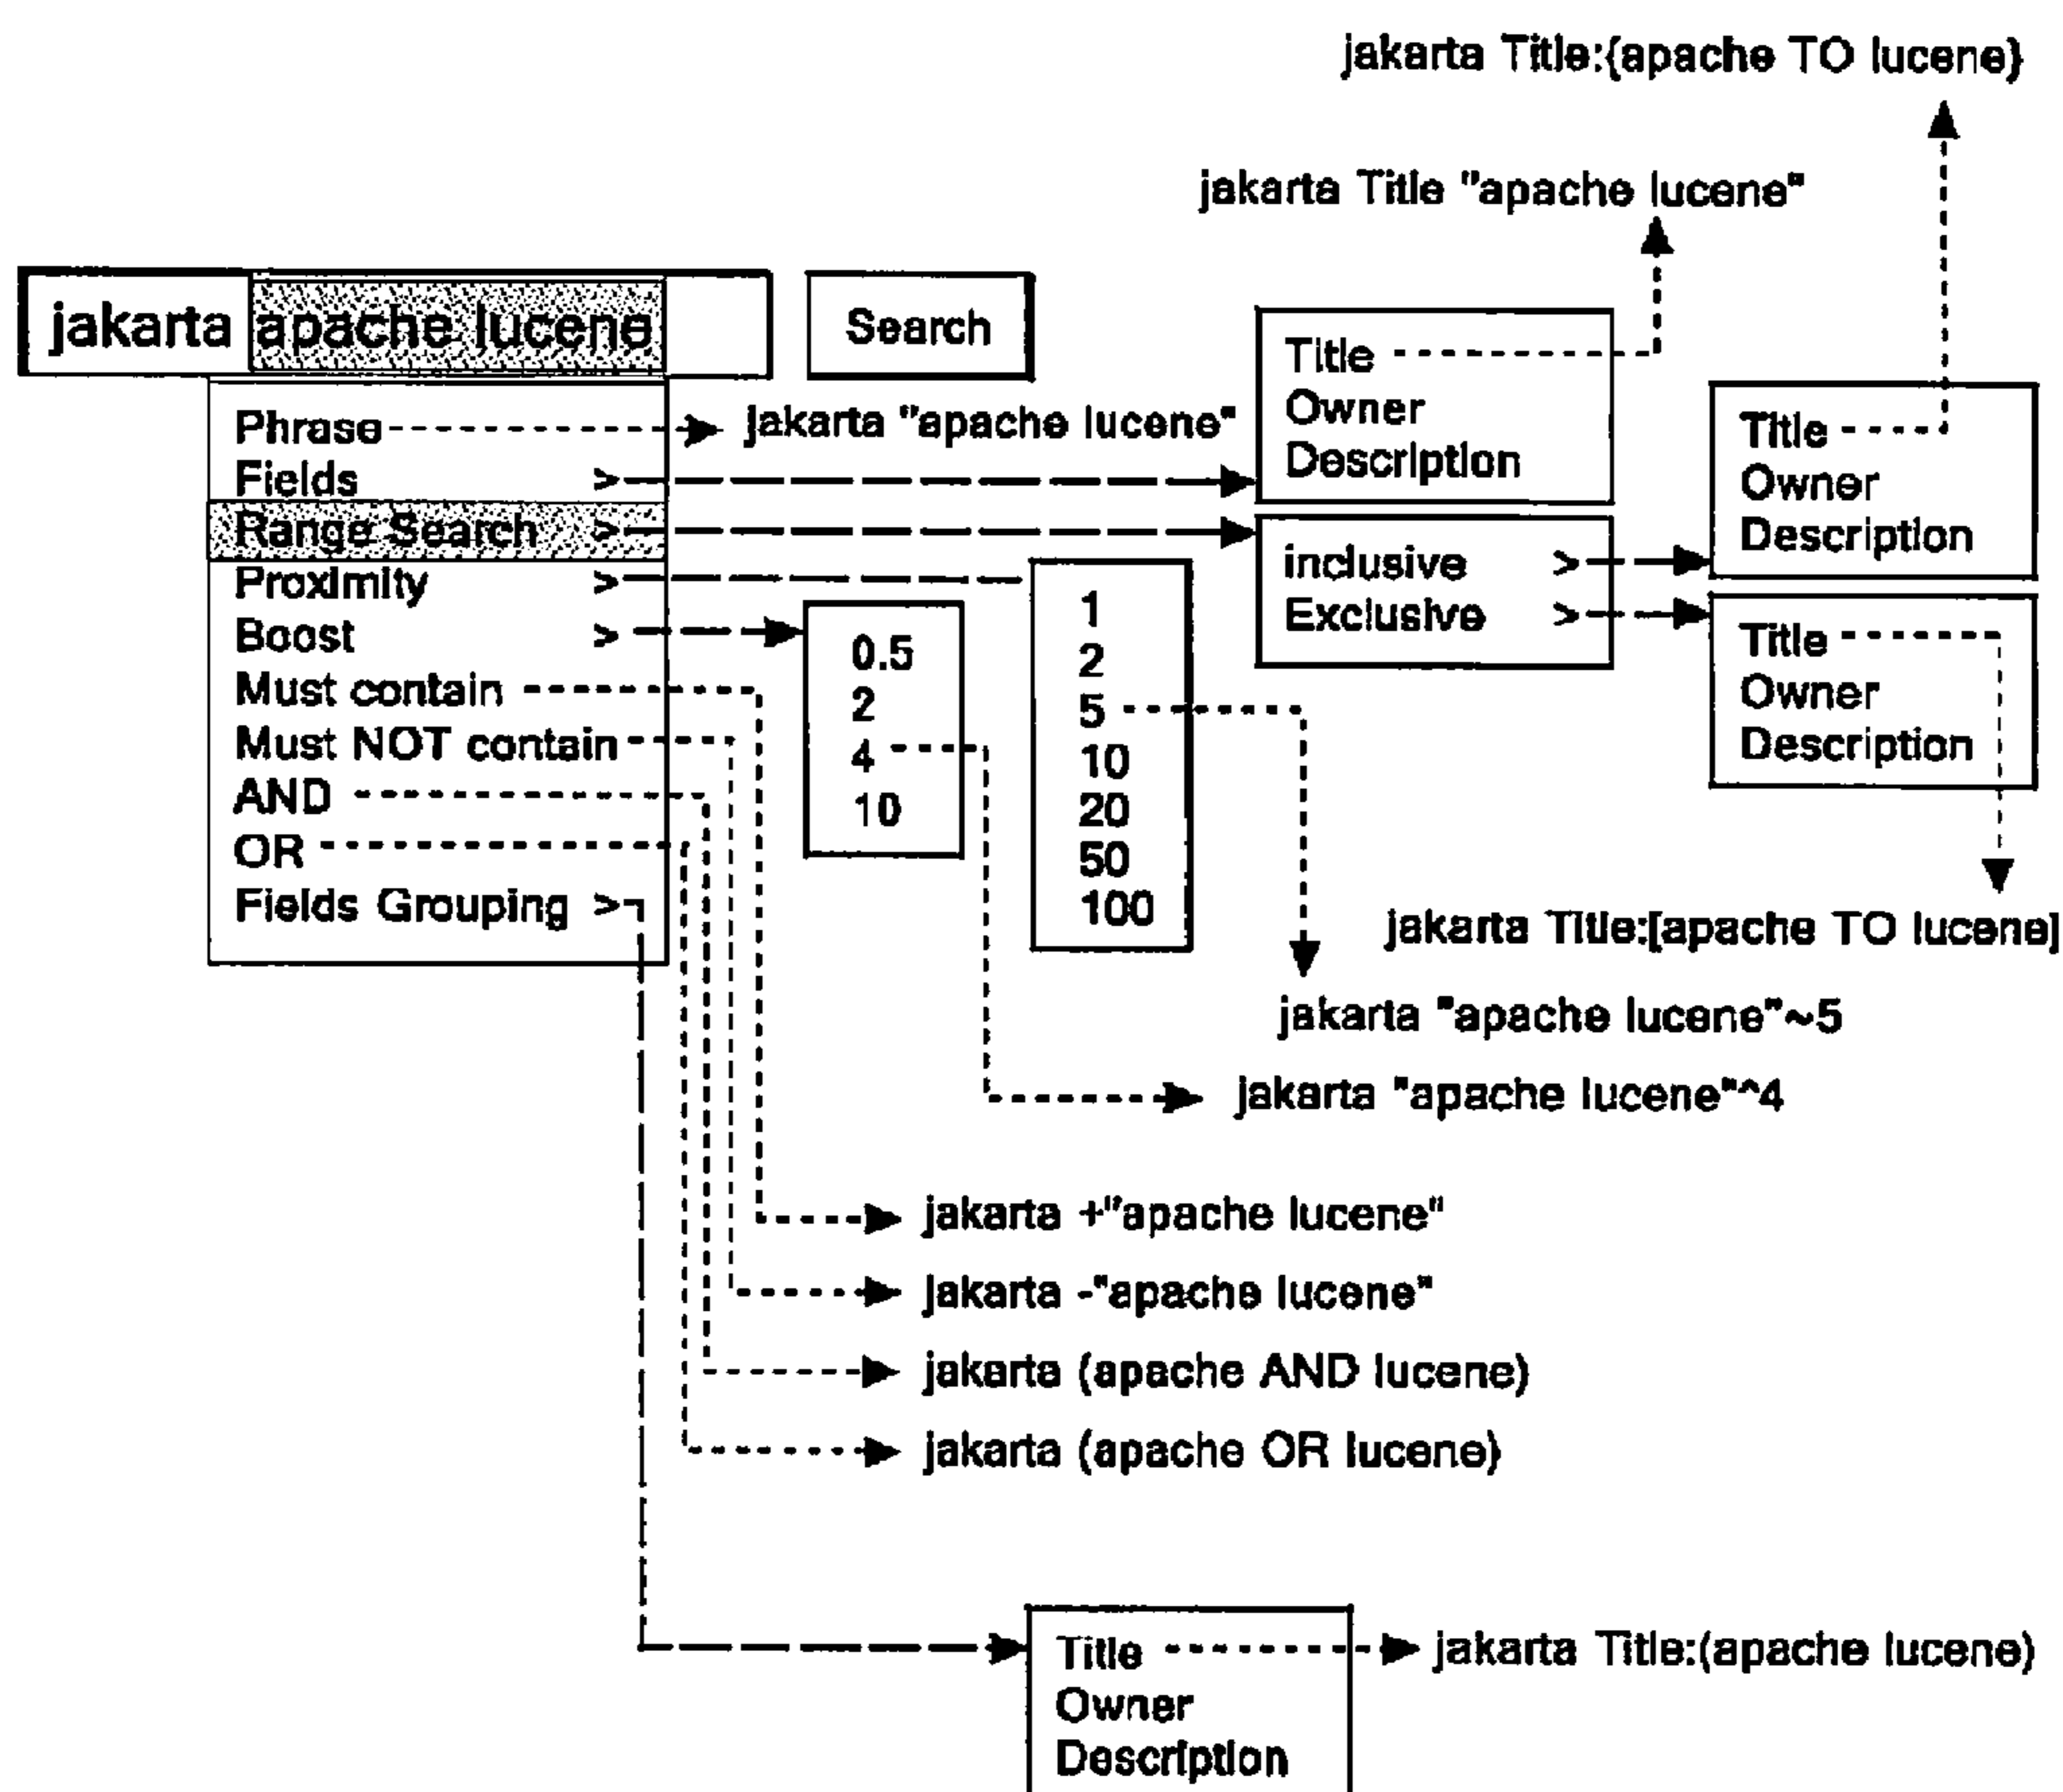 jakarta Title:{apache TO lucene}
jakarta Title "apache lucene"
jakarta apache lucene
Search
Phrase
jakarta "apache lucene"
Fields >
Range Search >
Proximity >
Boost >
Must contain
Must NOT contain
AND
OR
Fields Grouping >
Title
Owner
Description
inclusive >
Exclusive >
Title
Owner
Description
Title
Owner
Description
0.5
2
4
10
1
2
5
10
20
50
100
jakarta Title:[apache TO lucene]
jakarta "apache lucene"~5
jakarta "apache lucene"^4
jakarta +"apache lucene"
jakarta -"apache lucene"
jakarta (apache AND lucene)
jakarta (apache OR lucene)
Title
Owner
Description
jakarta Title:(apache lucene)